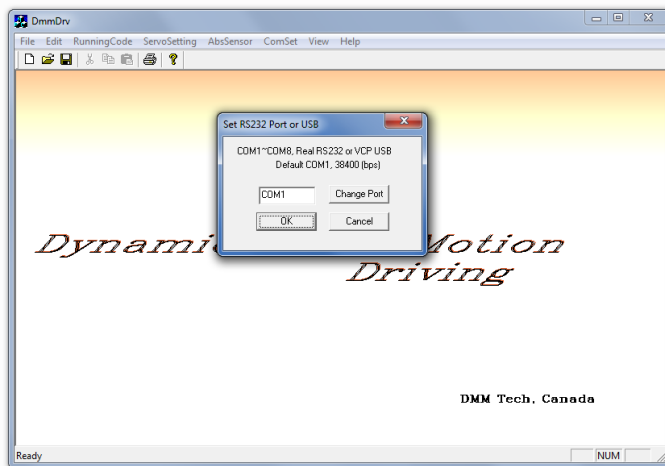 DmmDrv
File Edit RunningCode ServoSetting AbsSensor ComSet View Help
Set RS232 Port or USB
COM1~COM8, Real RS232 or VCP USB
Default COM1, 38400 (bps)
COM1 Change Port
OK Cancel
Dynami Motion
Driving
DMM Tech, Canada
Ready NUM